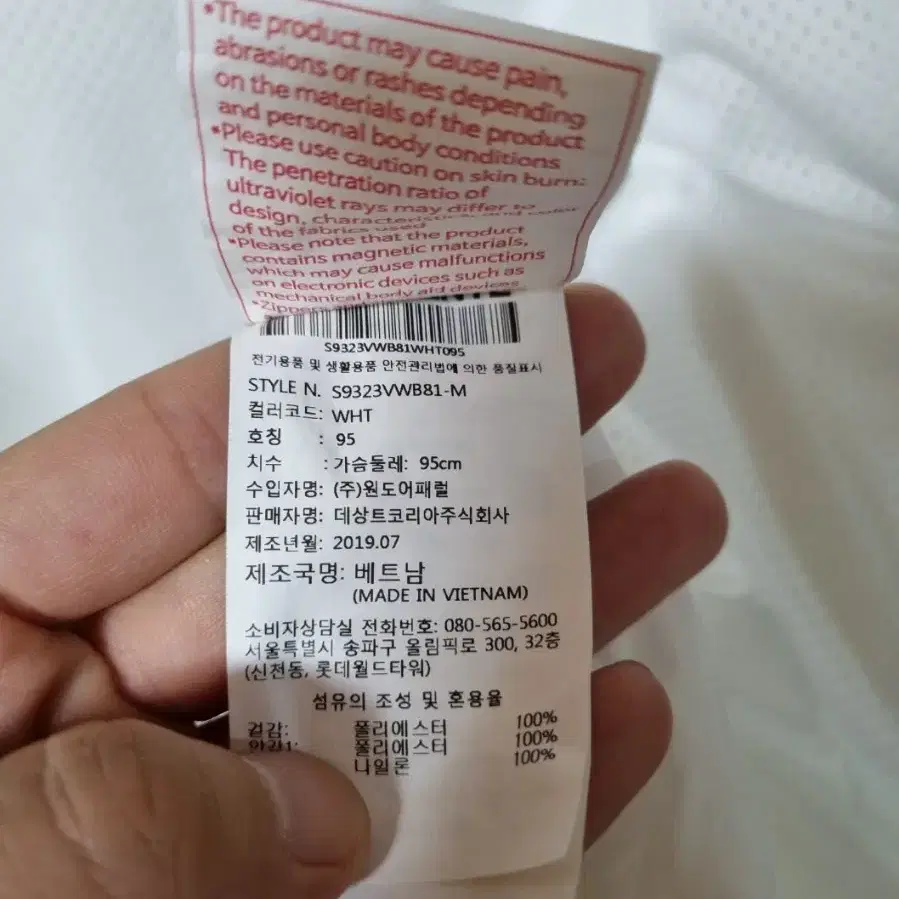 •The product may cause pain,
abrasions or rashes depending
on the materials of the product
and personal body conditions
•Please use caution on skin burn:
The penetration ratio of
ultraviolet rays may differ to
design, characteristics and color
of the fabrics used
•Please note that the product
contains magnetic materials,
which may cause malfunctions
on electronic devices such as
mechanical body aid devices
S9323VWB81WHT095
전기용품 및 생활용품 안전관리법에 의한 품질표시
STYLE N. S9323VWB81-M
컬러코드: WHT
호칭 : 95
치수 : 가슴둘레: 95cm
수입자명: (주)원도어패럴
판매자명: 데상트코리아주식회사
제조년월: 2019.07
제조국명: 베트남
(MADE IN VIETNAM)
소비자상담실 전화번호: 080-565-5600
서울특별시 송파구 올림픽로 300, 32층
(신천동, 롯데월드타워)
섬유의 조성 및 혼용율
겉감: 폴리에스터 100%
안감1: 폴리에스터 100%
나일론 100%